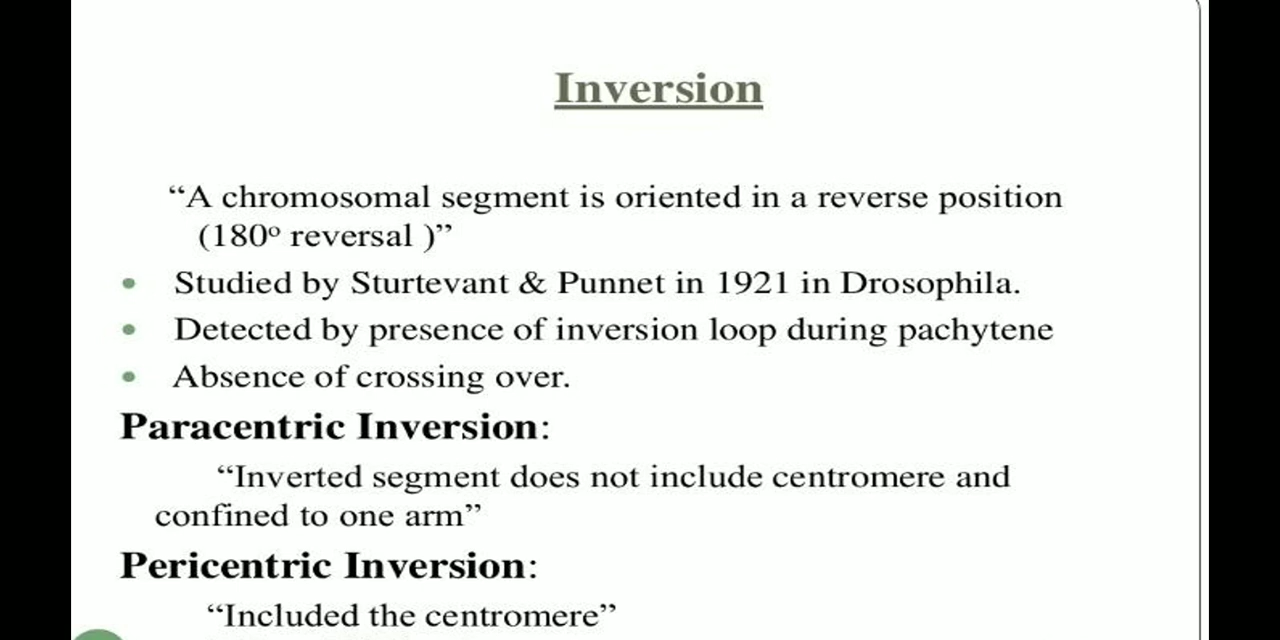 Inversion
“A chromosomal segment is oriented in a reverse position
(180º reversal )”
• Studied by Sturtevant & Punnet in 1921 in Drosophila.
• Detected by presence of inversion loop during pachytene
• Absence of crossing over.
Paracentric Inversion:
“Inverted segment does not include centromere and
confined to one arm”
Pericentric Inversion:
“Included the centromere”